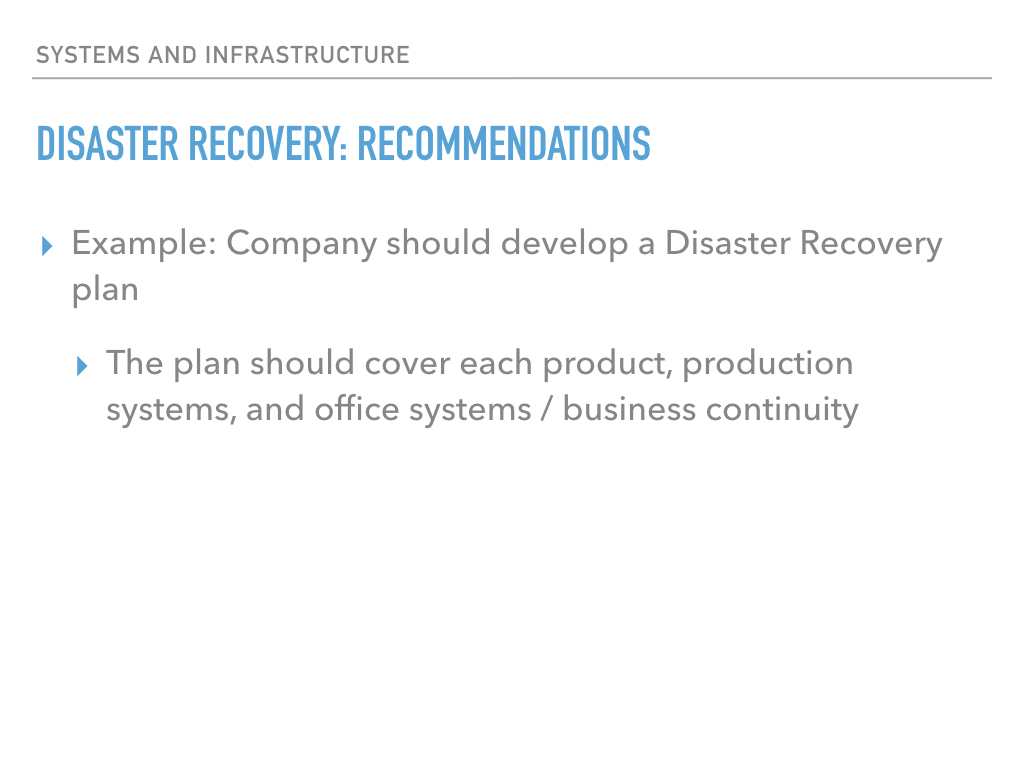 SYSTEMS AND INFRASTRUCTURE
DISASTER RECOVERY: RECOMMENDATIONS
Example: Company should develop a Disaster Recovery
plan
The plan should cover each product, production
systems, and office systems / business continuity